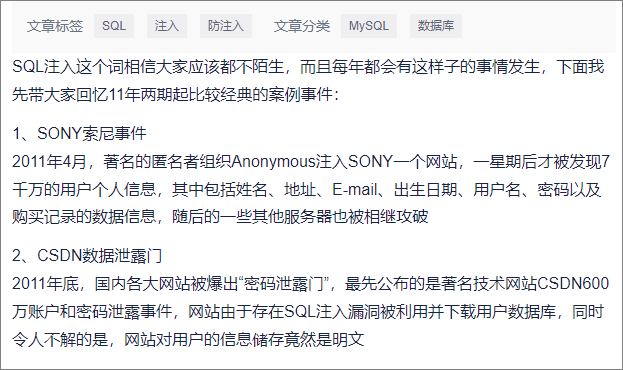 文章标签 SQL 注入 防注入 文章分类 MySQL 数据库
SQL注入这个词相信大家应该都不陌生，而且每年都会有这样子的事情发生，下面我
先带大家回忆11年两期起比较经典的案例事件：
1、SONY索尼事件
2011年4月，著名的匿名者组织Anonymous注入SONY一个网站，一星期后才被发现7
千万的用户个人信息，其中包括姓名、地址、E-mail、出生日期、用户名、密码以及
购买记录的数据信息，随后的一些其他服务器也被相继攻破
2、CSDN数据泄露门
2011年底，国内各大网站被爆出“密码泄露门”，最先公布的是著名技术网站CSDN600
万账户和密码泄露事件，网站由于存在SQL注入漏洞被利用并下载用户数据库，同时
令人不解的是，网站对用户的信息储存竟然是明文